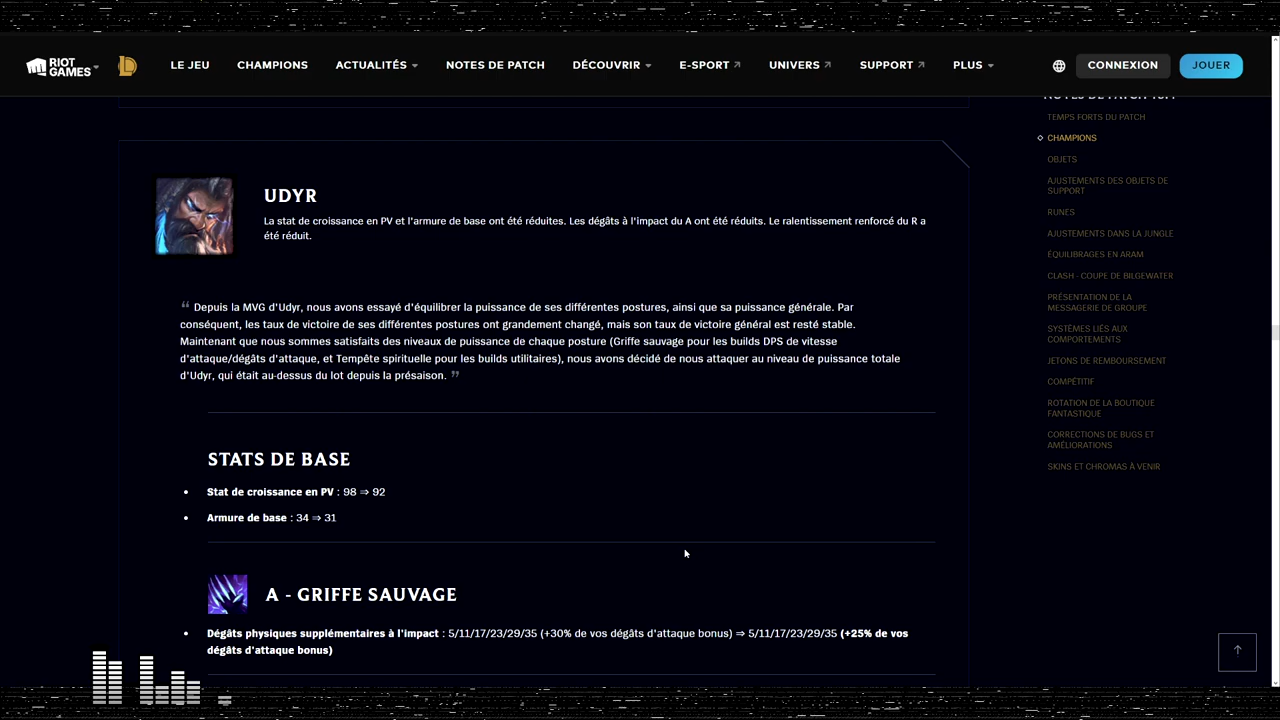 RIOT GAMES
LE JEU
CHAMPIONS
ACTUALITÉS
NOTES DE PATCH
DÉCOUVRIR
E-SPORT
UNIVERS
SUPPORT
PLUS
CONNEXION
JOUER
UDYR
La stat de croissance en PV et l'armure de base ont été réduites. Les dégâts à l'impact du A ont été réduits. Le ralentissement renforcé du R a
été réduit.
“ Depuis la MVG d'Udyr, nous avons essayé d'équilibrer la puissance de ses différentes postures, ainsi que sa puissance générale. Par
conséquent, les taux de victoire de ses différentes postures ont grandement changé, mais son taux de victoire général est resté stable.
Maintenant que nous sommes satisfaits des niveaux de puissance de chaque posture (Griffe sauvage pour les builds DPS de vitesse
d'attaque/dégâts d'attaque, et Tempête spirituelle pour les builds utilitaires), nous avons décidé de nous attaquer au niveau de puissance totale
d'Udyr, qui était au-dessus du lot depuis la présaison. ”
STATS DE BASE
• Stat de croissance en PV : 98 ⇒ 92
• Armure de base : 34 ⇒ 31
A - GRIFFE SAUVAGE
• Dégâts physiques supplémentaires à l'impact : 5/11/17/23/29/35 (+30% de vos dégâts d'attaque bonus) ⇒ 5/11/17/23/29/35 (+25% de vos
dégâts d'attaque bonus)
TEMPS FORTS DU PATCH
CHAMPIONS
OBJETS
AJUSTEMENTS DES OBJETS DE
SUPPORT
RUNES
AJUSTEMENTS DANS LA JUNGLE
ÉQUILIBRAGES EN ARAM
CLASH - COUPE DE BILGEWATER
PRÉSENTATION DE LA
MESSAGERIE DE GROUPE
SYSTÈMES LIÉS AUX
COMPORTEMENTS
JETONS DE REMBOURSEMENT
COMPÉTITIF
ROTATION DE LA BOUTIQUE
FANTASTIQUE
CORRECTIONS DE BUGS ET
AMÉLIORATIONS
SKINS ET CHROMAS À VENIR